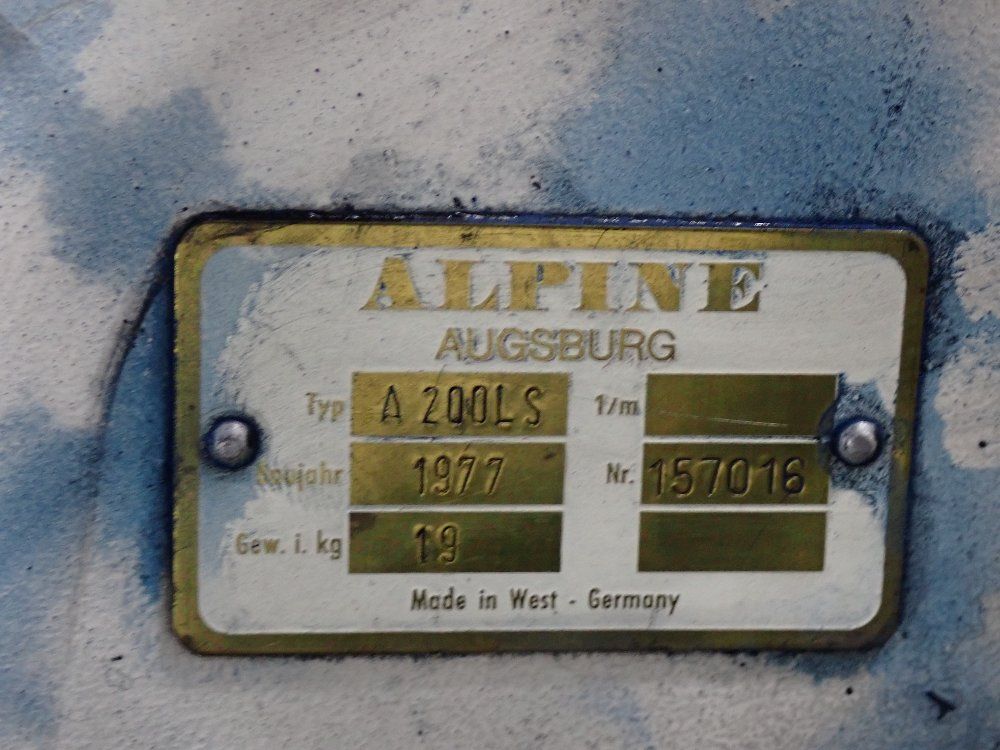 ALPINE
AUGSBURG
Typ A 200LS 1/m
Baujahr 1977 Nr. 157016
Gew. i. kg 19
Made in West - Germany